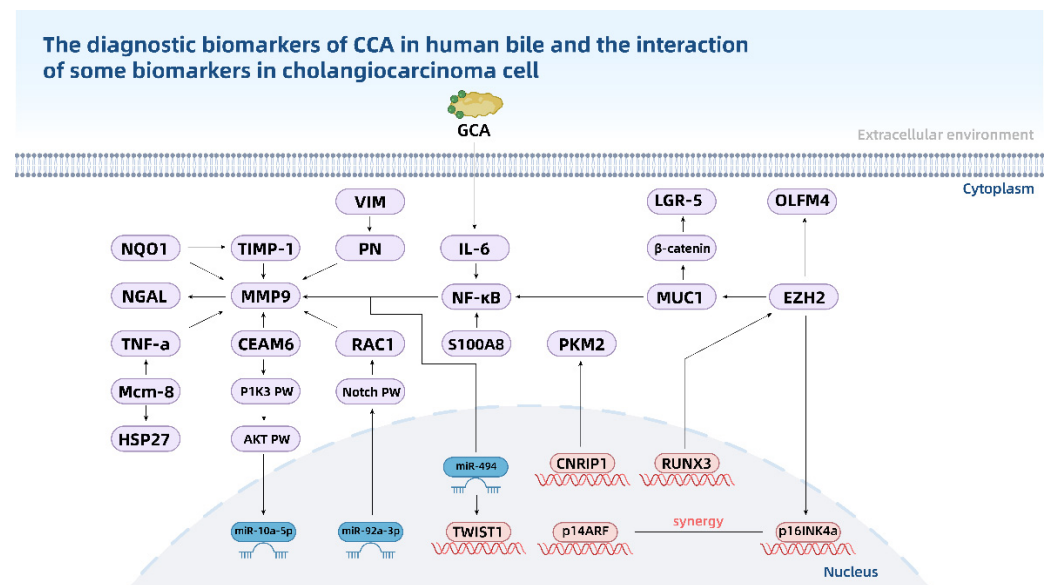 The diagnostic biomarkers of CCA in human bile and the interaction
of some biomarkers in cholangiocarcinoma cell
GCA
Extracellular environment
Cytoplasm
VIM
LGR-5
OLFM4
NQO1
TIMP-1
PN
IL-6
β-catenin
NGAL
MMP9
NF-κB
MUC1
EZH2
TNF-a
CEAM6
RAC1
S100A8
PKM2
Mcm-8
P1K3 PW
Notch PW
HSP27
AKT PW
miR-494
CNRIP1
RUNX3
miR-10a-5p
miR-92a-3p
TWIST1
p14ARF
synergy
p16INK4a
Nucleus